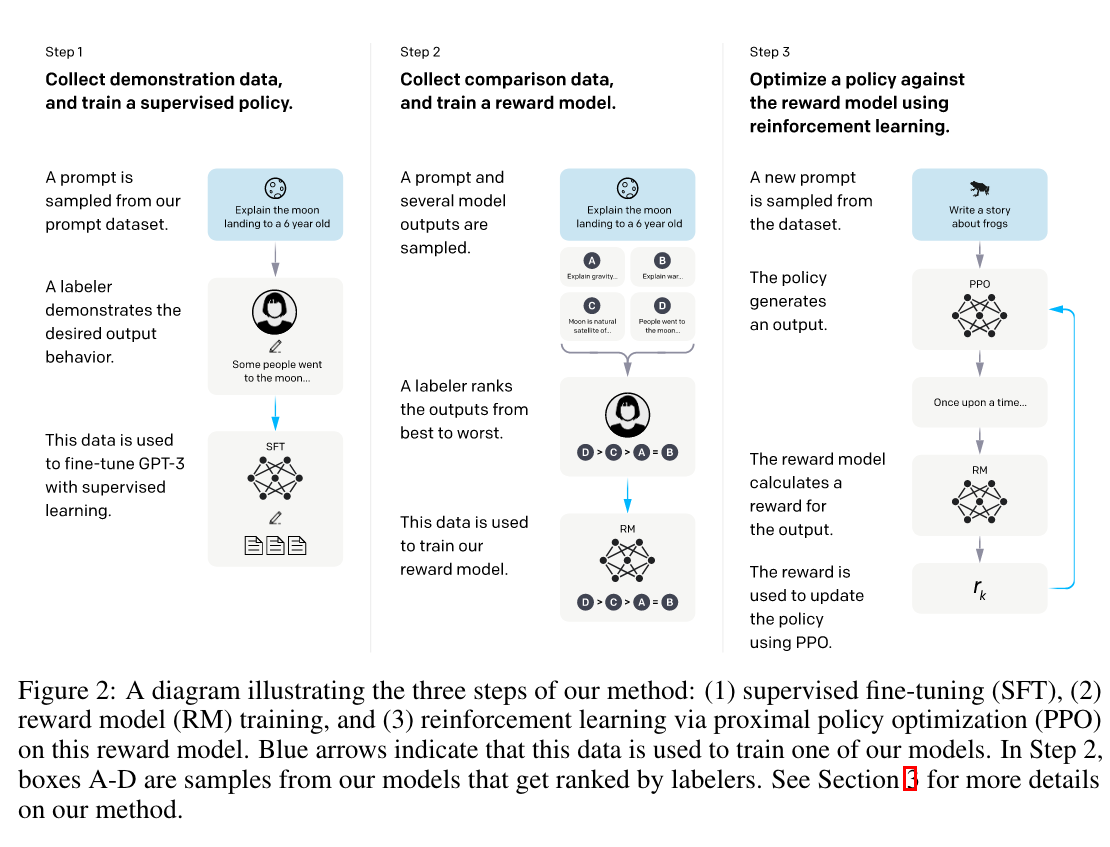 Step 1
Collect demonstration data,
and train a supervised policy.
A prompt is
sampled from our
prompt dataset.
Explain the moon
landing to a 6 year old
A labeler
demonstrates the
desired output
behavior.
Some people went
to the moon...
This data is used
to fine-tune GPT-3
with supervised
learning.
SFT
Step 2
Collect comparison data,
and train a reward model.
A prompt and
several model
outputs are
sampled.
Explain the moon
landing to a 6 year old
A
Explain gravity...
B
Explain war...
C
Moon is natural
satellite of...
D
People went to
the moon...
A labeler ranks
the outputs from
best to worst.
D > C > A = B
This data is used
to train our
reward model.
RM
D > C > A = B
Step 3
Optimize a policy against
the reward model using
reinforcement learning.
A new prompt
is sampled from
the dataset.
Write a story
about frogs
The policy
generates
an output.
PPO
Once upon a time...
The reward model
calculates a
reward for
the output.
RM
The reward is
used to update
the policy
using PPO.
rk
Figure 2: A diagram illustrating the three steps of our method: (1) supervised fine-tuning (SFT), (2)
reward model (RM) training, and (3) reinforcement learning via proximal policy optimization (PPO)
on this reward model. Blue arrows indicate that this data is used to train one of our models. In Step 2,
boxes A-D are samples from our models that get ranked by labelers. See Section 3 for more details
on our method.